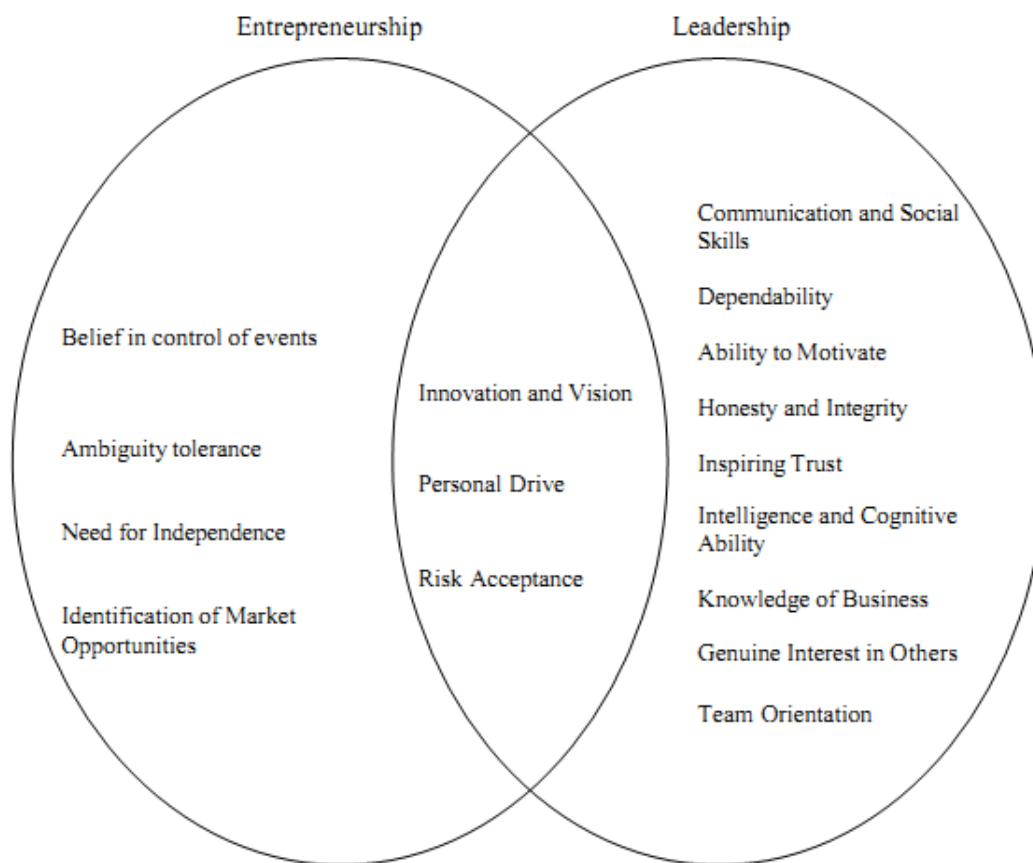 Entrepreneurship
Leadership
Belief in control of events
Ambiguity tolerance
Need for Independence
Identification of Market
Opportunities
Innovation and Vision
Personal Drive
Risk Acceptance
Communication and Social
Skills
Dependability
Ability to Motivate
Honesty and Integrity
Inspiring Trust
Intelligence and Cognitive
Ability
Knowledge of Business
Genuine Interest in Others
Team Orientation